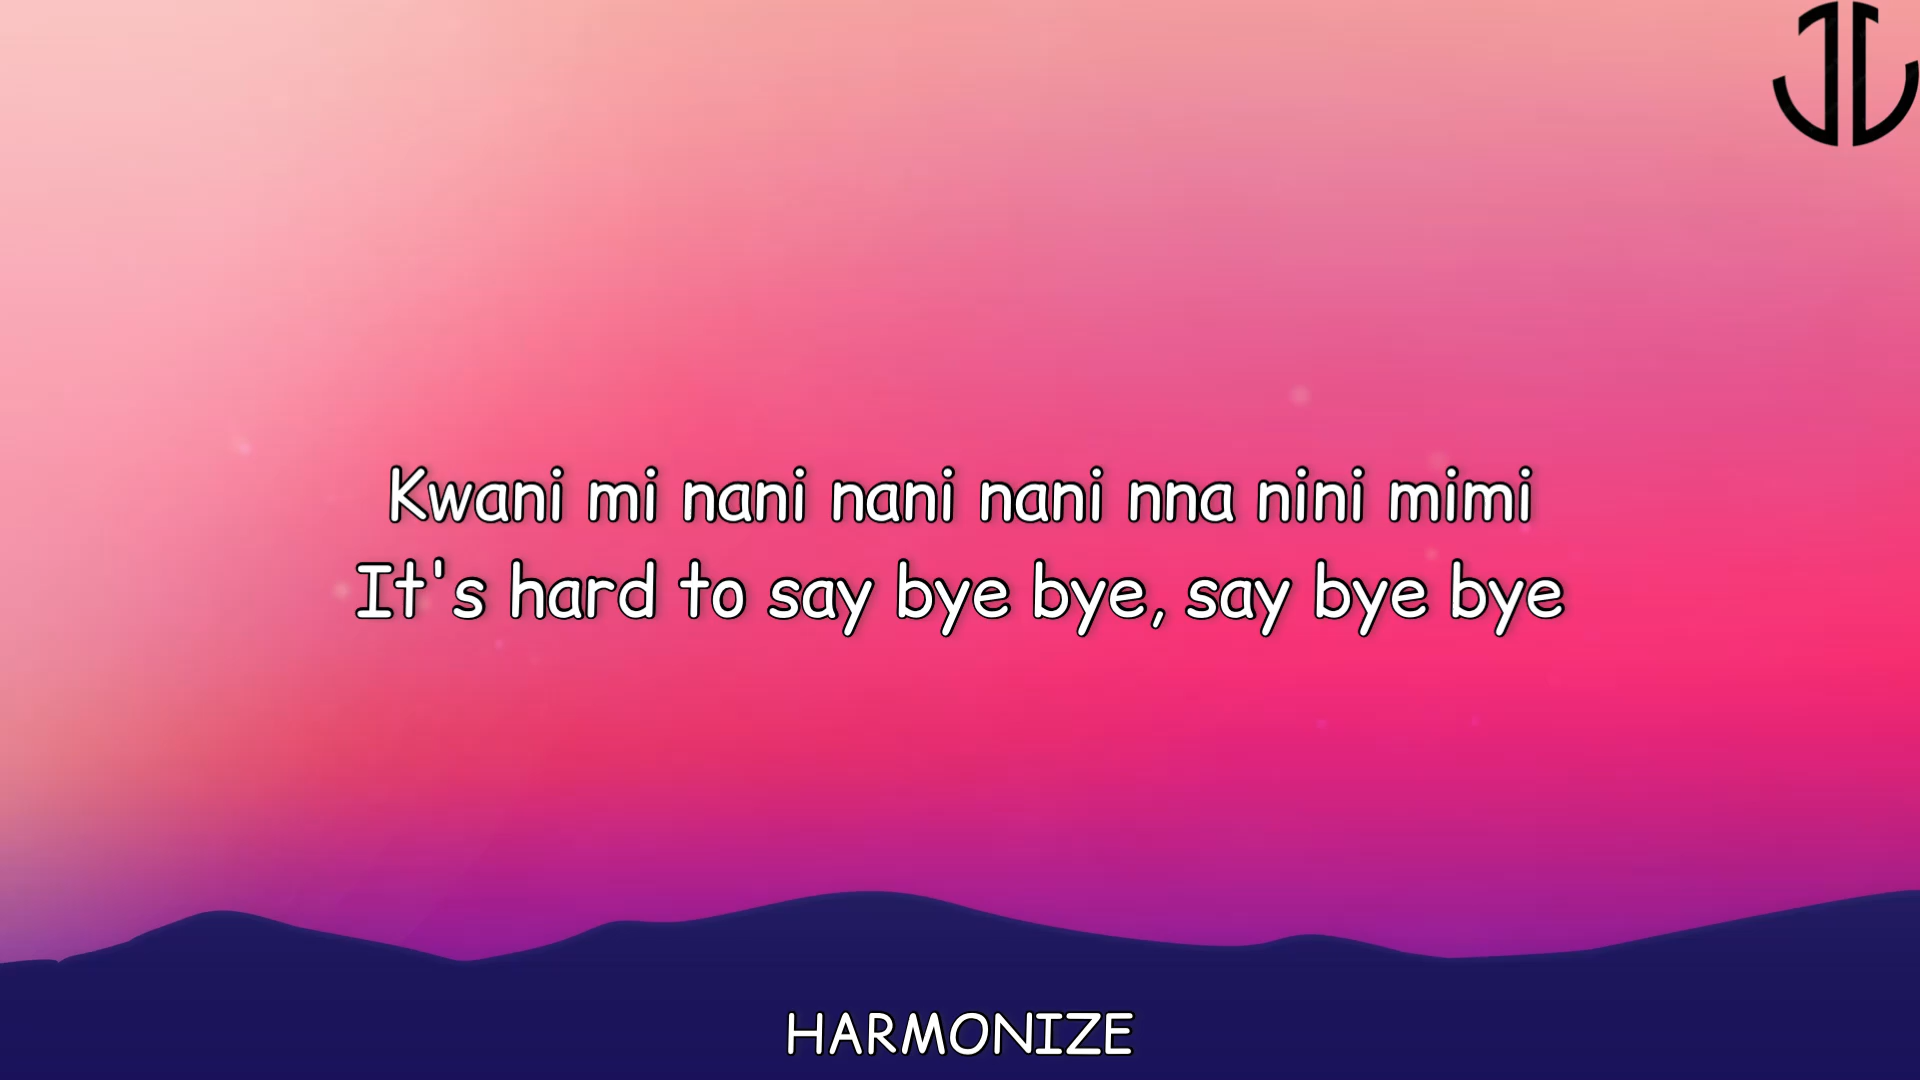 Kwani mi nani nani nani nna nini mimi
It's hard to say bye bye, say bye bye
HARMONIZE